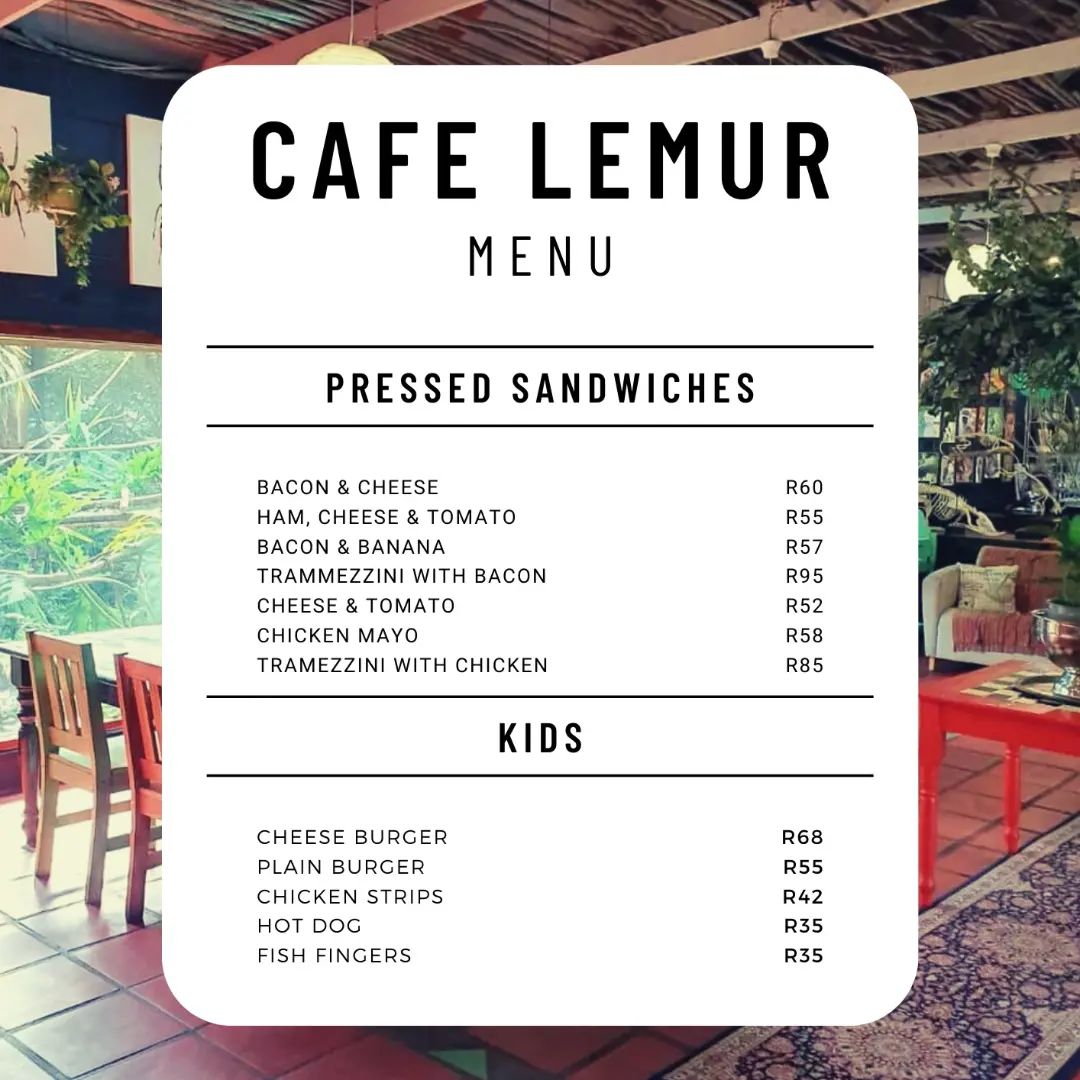 CAFE LEMUR
MENU
PRESSED SANDWICHES
BACON & CHEESE R60
HAM, CHEESE & TOMATO R55
BACON & BANANA R57
TRAMMEZZINI WITH BACON R95
CHEESE & TOMATO R52
CHICKEN MAYO R58
TRAMEZZINI WITH CHICKEN R85
KIDS
CHEESE BURGER R68
PLAIN BURGER R55
CHICKEN STRIPS R42
HOT DOG R35
FISH FINGERS R35